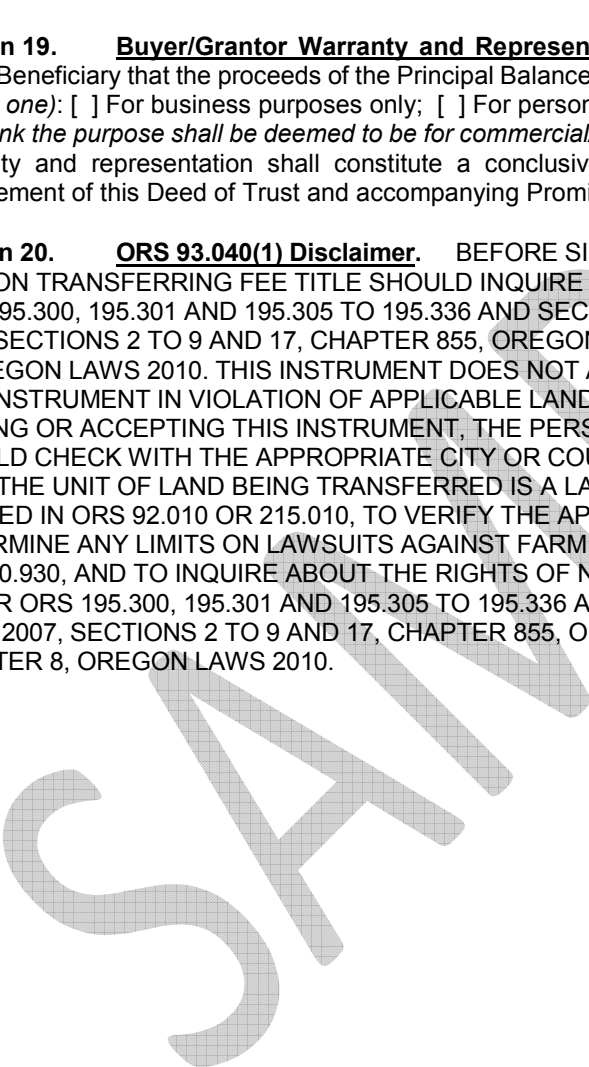 n 19. Buyer/Grantor Warranty and Represen
Beneficiary that the proceeds of the Principal Balance
one): [ ] For business purposes only; [ ] For person
nk the purpose shall be deemed to be for commercial
ty and representation shall constitute a conclusiv
ement of this Deed of Trust and accompanying Promi
n 20. ORS 93.040(1) Disclaimer. BEFORE SI
ON TRANSFERRING FEE TITLE SHOULD INQUIRE
95.300, 195.301 AND 195.305 TO 195.336 AND SEC
SECTIONS 2 TO 9 AND 17, CHAPTER 855, OREGON
EGON LAWS 2010. THIS INSTRUMENT DOES NOT A
NSTRUMENT IN VIOLATION OF APPLICABLE LAND
NG OR ACCEPTING THIS INSTRUMENT, THE PERS
LD CHECK WITH THE APPROPRIATE CITY OR COU
THE UNIT OF LAND BEING TRANSFERRED IS A LA
ED IN ORS 92.010 OR 215.010, TO VERIFY THE AP
RMINE ANY LIMITS ON LAWSUITS AGAINST FARM
0.930, AND TO INQUIRE ABOUT THE RIGHTS OF N
R ORS 195.300, 195.301 AND 195.305 TO 195.336 A
2007, SECTIONS 2 TO 9 AND 17, CHAPTER 855, O
TER 8, OREGON LAWS 2010.
SAM